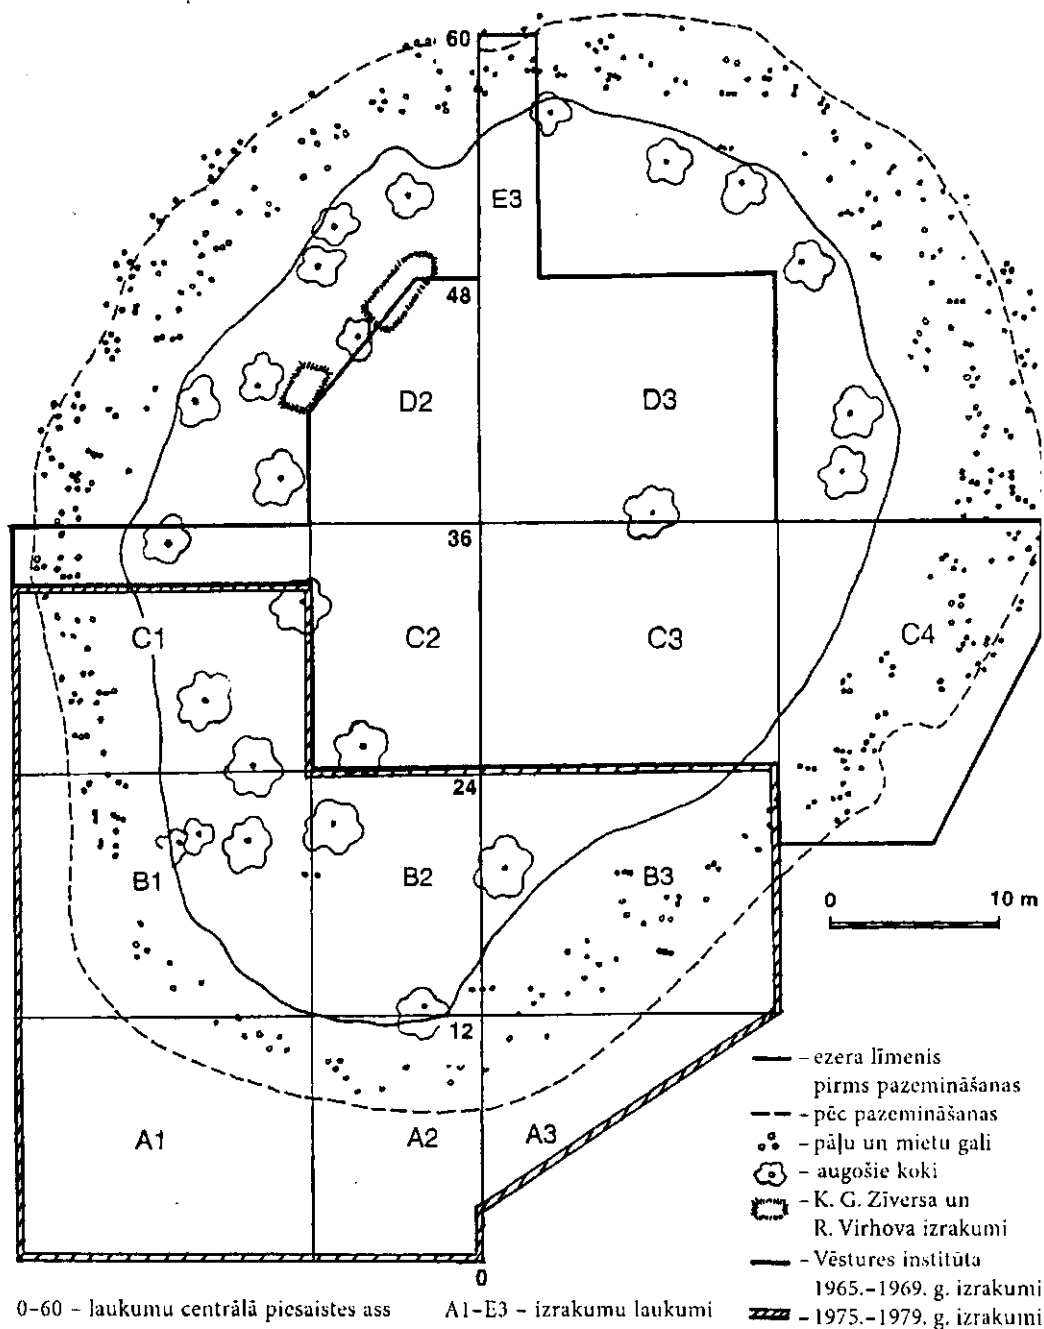 60
E3
48
D2
D3
36
C1
C2
C3
C4
24
B1
B2
B3
0 10 m
12
A1
A2
A3
0
– ezera līmenis
pirms pazemināšanas
– pēc pazemināšanas
– pāļu un mietu gali
– augošie koki
– K. G. Zīversa un
R. Virhova izrakumi
– Vēstures institūta
1965.–1969. g. izrakumi
– 1975.–1979. g. izrakumi
0–60 – laukumu centrālā piesaistes ass
A1–E3 – izrakumu laukumi